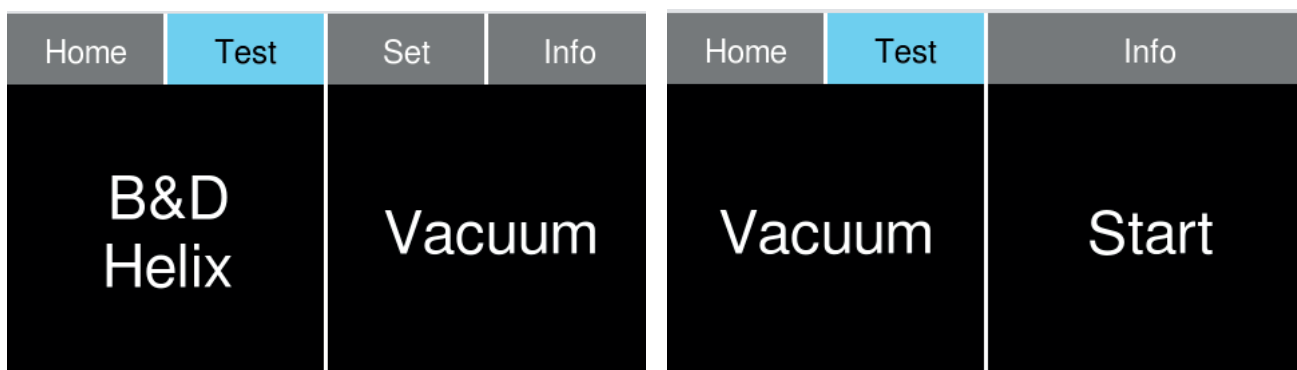 Home Test Set Info
B&D
Helix
Vacuum
Home Test Info
Vacuum
Start